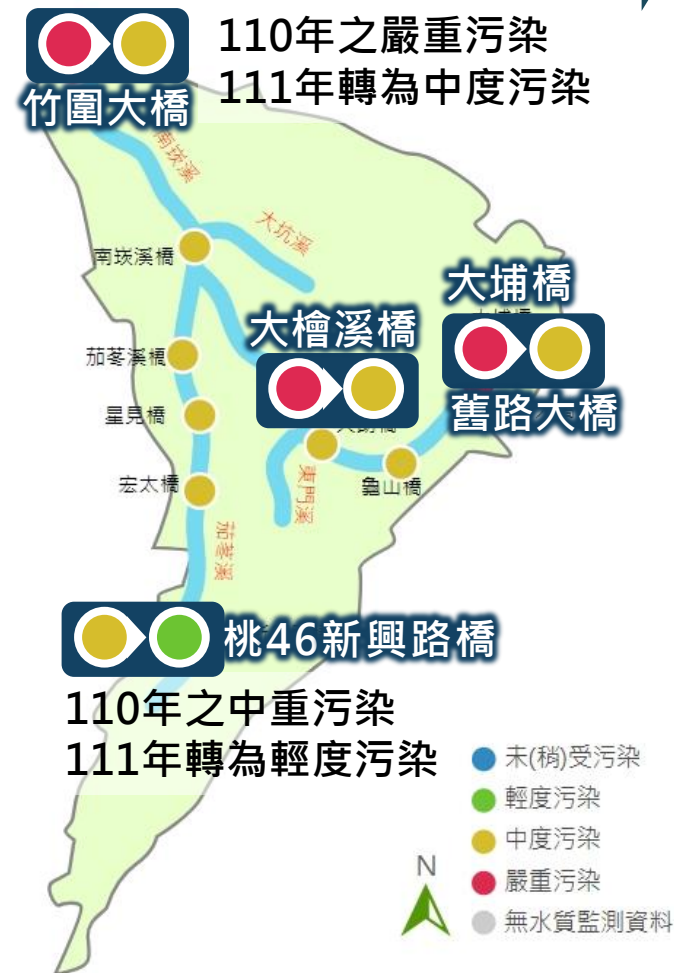 110年之嚴重污染
111年轉為中度污染
竹圍大橋
南崁溪
大坑溪
南崁溪橋
大埔橋
大檜溪橋
茄苳溪橋
舊路大橋
星見橋
宏太橋
龜山橋
東門溪
茄苳溪
桃46新興路橋
110年之中重污染
111年轉為輕度污染
未(稍)受污染
輕度污染
中度污染
嚴重污染
無水質監測資料
N